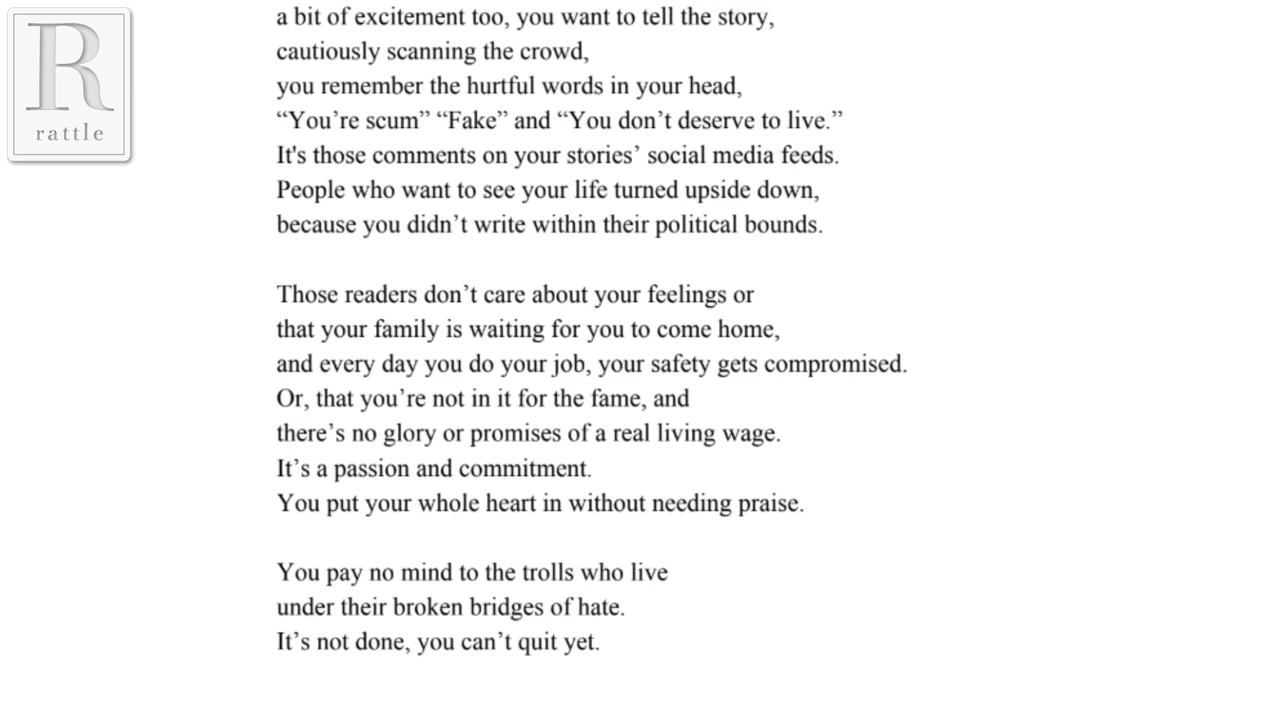 R
rattle
a bit of excitement too, you want to tell the story,
cautiously scanning the crowd,
you remember the hurtful words in your head,
“You’re scum” “Fake” and “You don’t deserve to live.”
It's those comments on your stories’ social media feeds.
People who want to see your life turned upside down,
because you didn’t write within their political bounds.
Those readers don’t care about your feelings or
that your family is waiting for you to come home,
and every day you do your job, your safety gets compromised.
Or, that you’re not in it for the fame, and
there’s no glory or promises of a real living wage.
It’s a passion and commitment.
You put your whole heart in without needing praise.
You pay no mind to the trolls who live
under their broken bridges of hate.
It’s not done, you can’t quit yet.